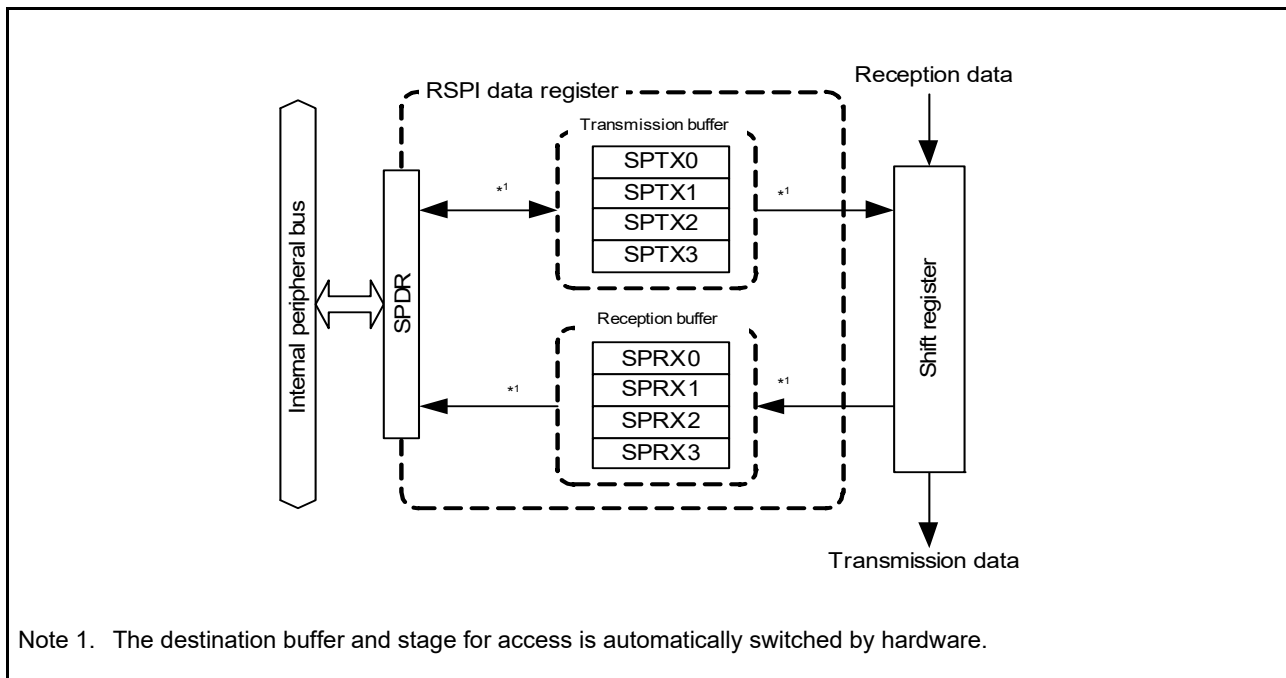 Reception data
RSPI data register
Transmission buffer
SPTX0
SPTX1
SPTX2
SPTX3
*1
*1
Internal peripheral bus
SPDR
Shift register
Reception buffer
SPRX0
SPRX1
SPRX2
SPRX3
*1
*1
Transmission data
Note 1. The destination buffer and stage for access is automatically switched by hardware.